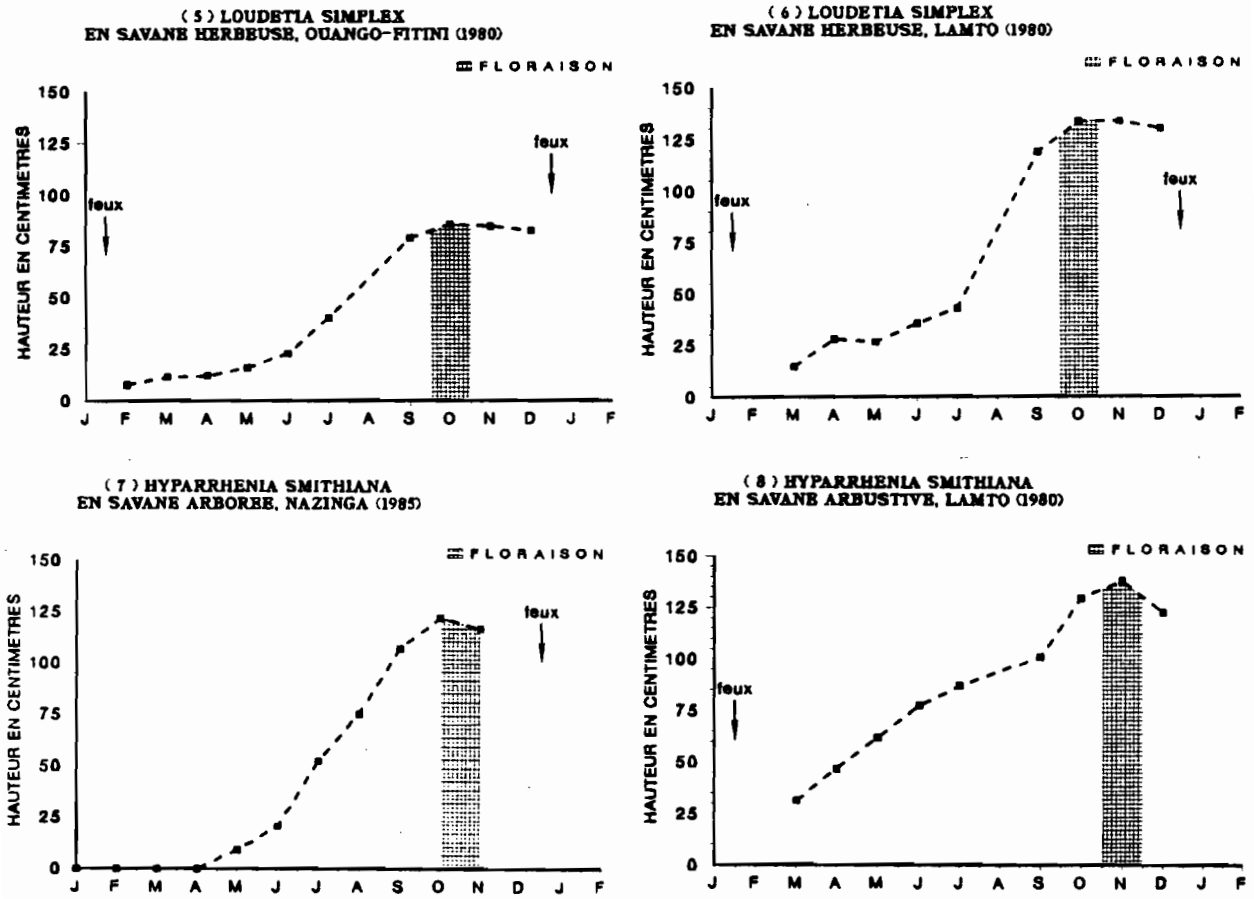 ( 5 ) LOUDETIA SIMPLEX
EN SAVANE HERBEUSE, OUANGO-FITINI (1980)
FLORAISON
HAUTEUR EN CENTIMETRES
150
125
100
75
50
25
0
feux
feux
J F M A M J J A S O N D J F
( 6 ) LOUDETIA SIMPLEX
EN SAVANE HERBEUSE, LAMTO (1980)
FLORAISON
HAUTEUR EN CENTIMETRES
150
125
100
75
50
25
0
feux
feux
J F M A M J J A S O N D J F
( 7 ) HYPARRHENIA SMITHIANA
EN SAVANE ARBOREE, NAZINGA (1985)
FLORAISON
HAUTEUR EN CENTIMETRES
150
125
100
75
50
25
0
feux
J F M A M J J A S O N D J F
( 8 ) HYPARRHENIA SMITHIANA
EN SAVANE ARBUSTIVE, LAMTO (1980)
FLORAISON
HAUTEUR EN CENTIMETRES
150
125
100
75
50
25
0
feux
J F M A M J J A S O N D J F